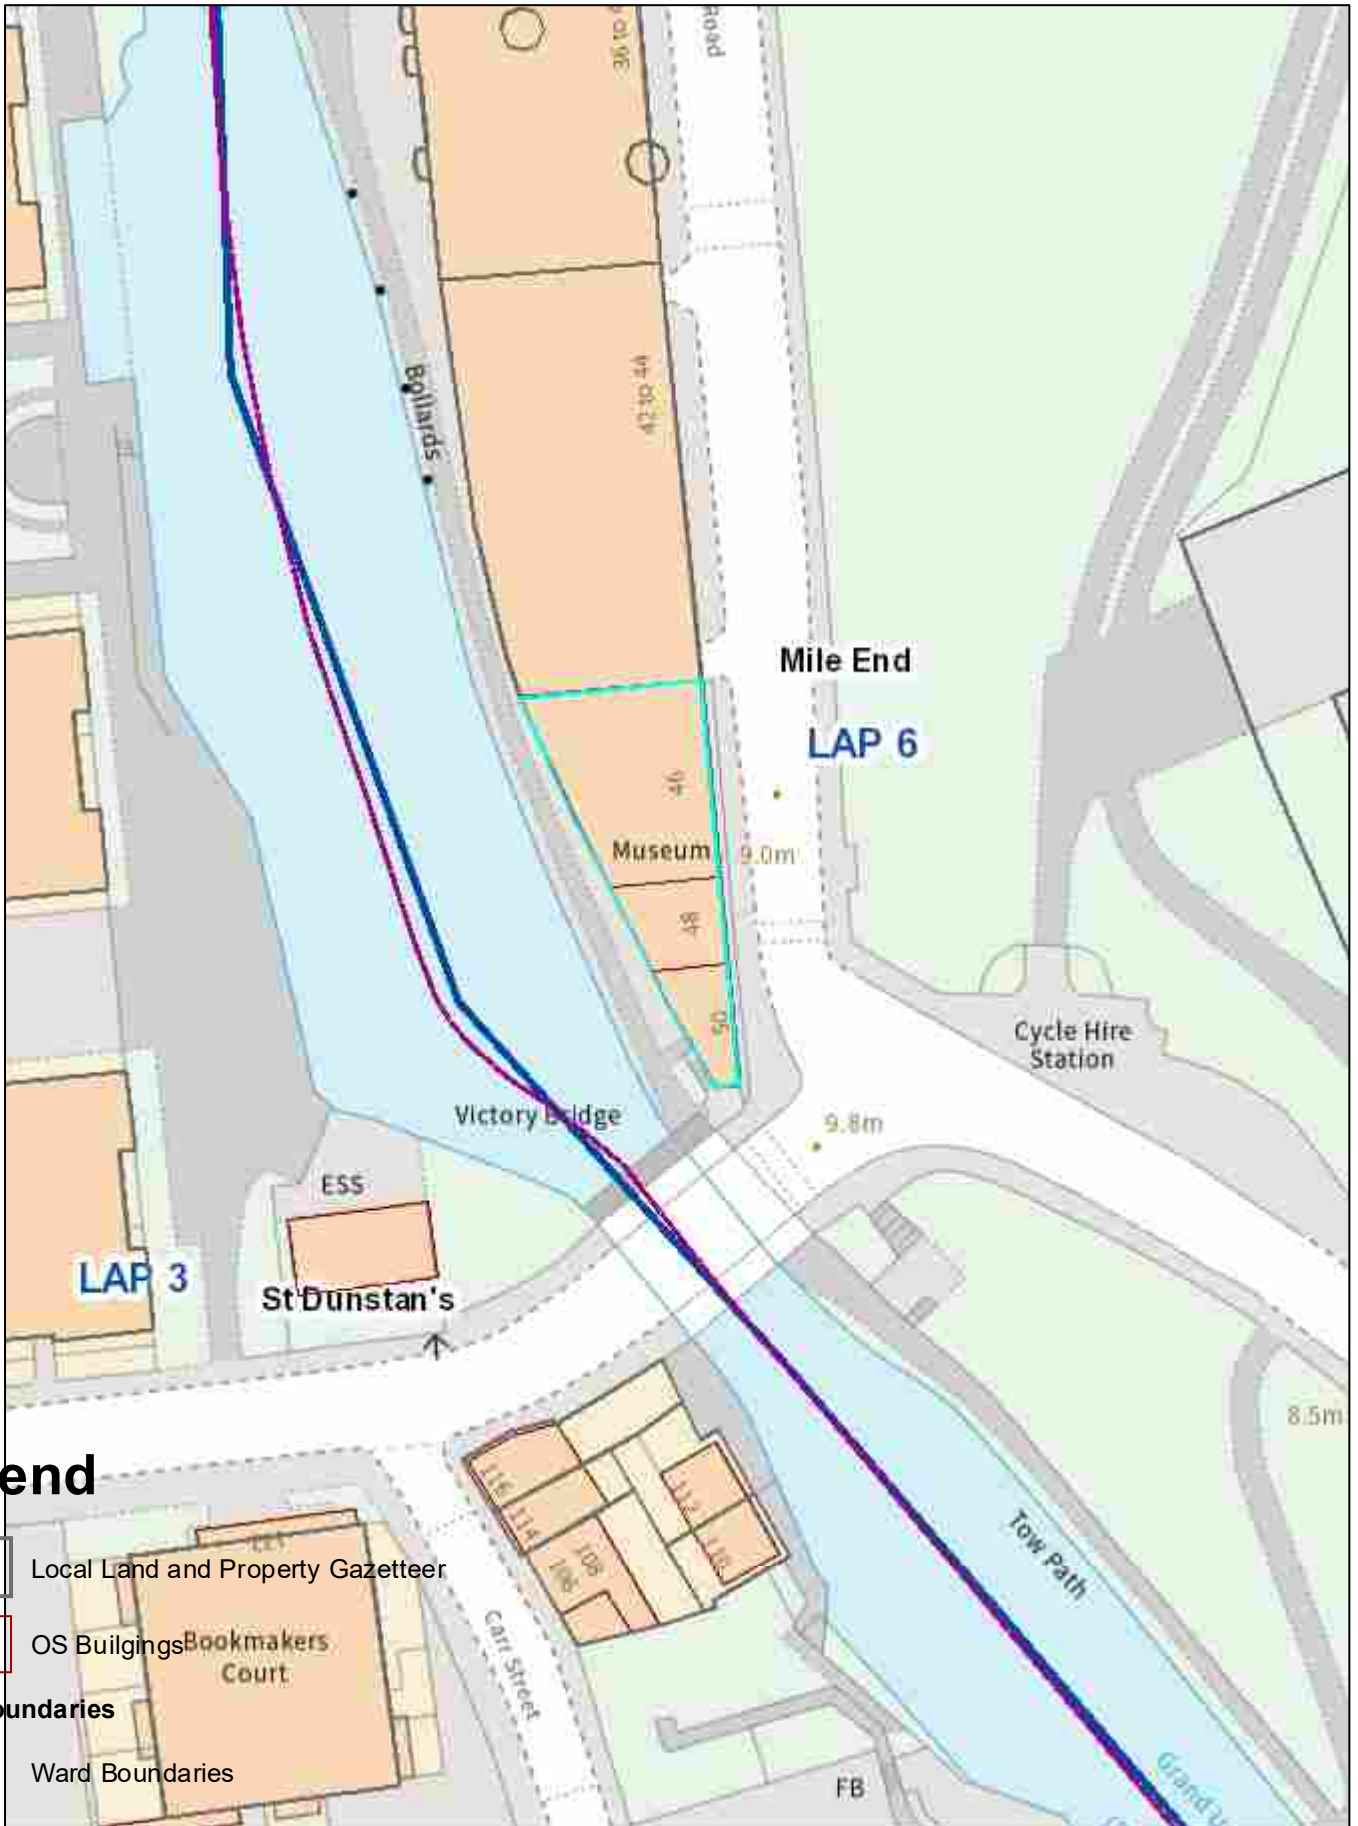 Road
36 to
Bollards
42 to 44
Mile End
LAP 6
46
Museum
9.0m
48
50
Cycle Hire
Station
Victory Bridge
9.8m
ESS
LAP 3
St Dunstan's
8.5m
end
116
114
112
110
108
106
Tow Path
Local Land and Property Gazetteer
OS Builgings
Bookmakers
Court
Carr Street
oundaries
Ward Boundaries
FB
Grand U